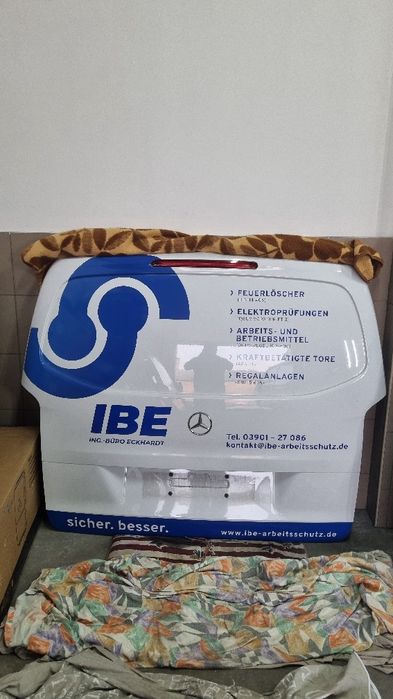 > FEUERLÖSCHER
> ELEKTROPRÜFUNGEN
> ARBEITS- UND
BETRIEBSMITTEL
> KRAFTBETÄTIGTE TORE
> REGALANLAGEN
IBE
ING.-BÜRO ECKHARDT
Tel. 03901 - 27 086
kontakt@ibe-arbeitsschutz.de
sicher. besser.
www.ibe-arbeitsschutz.de